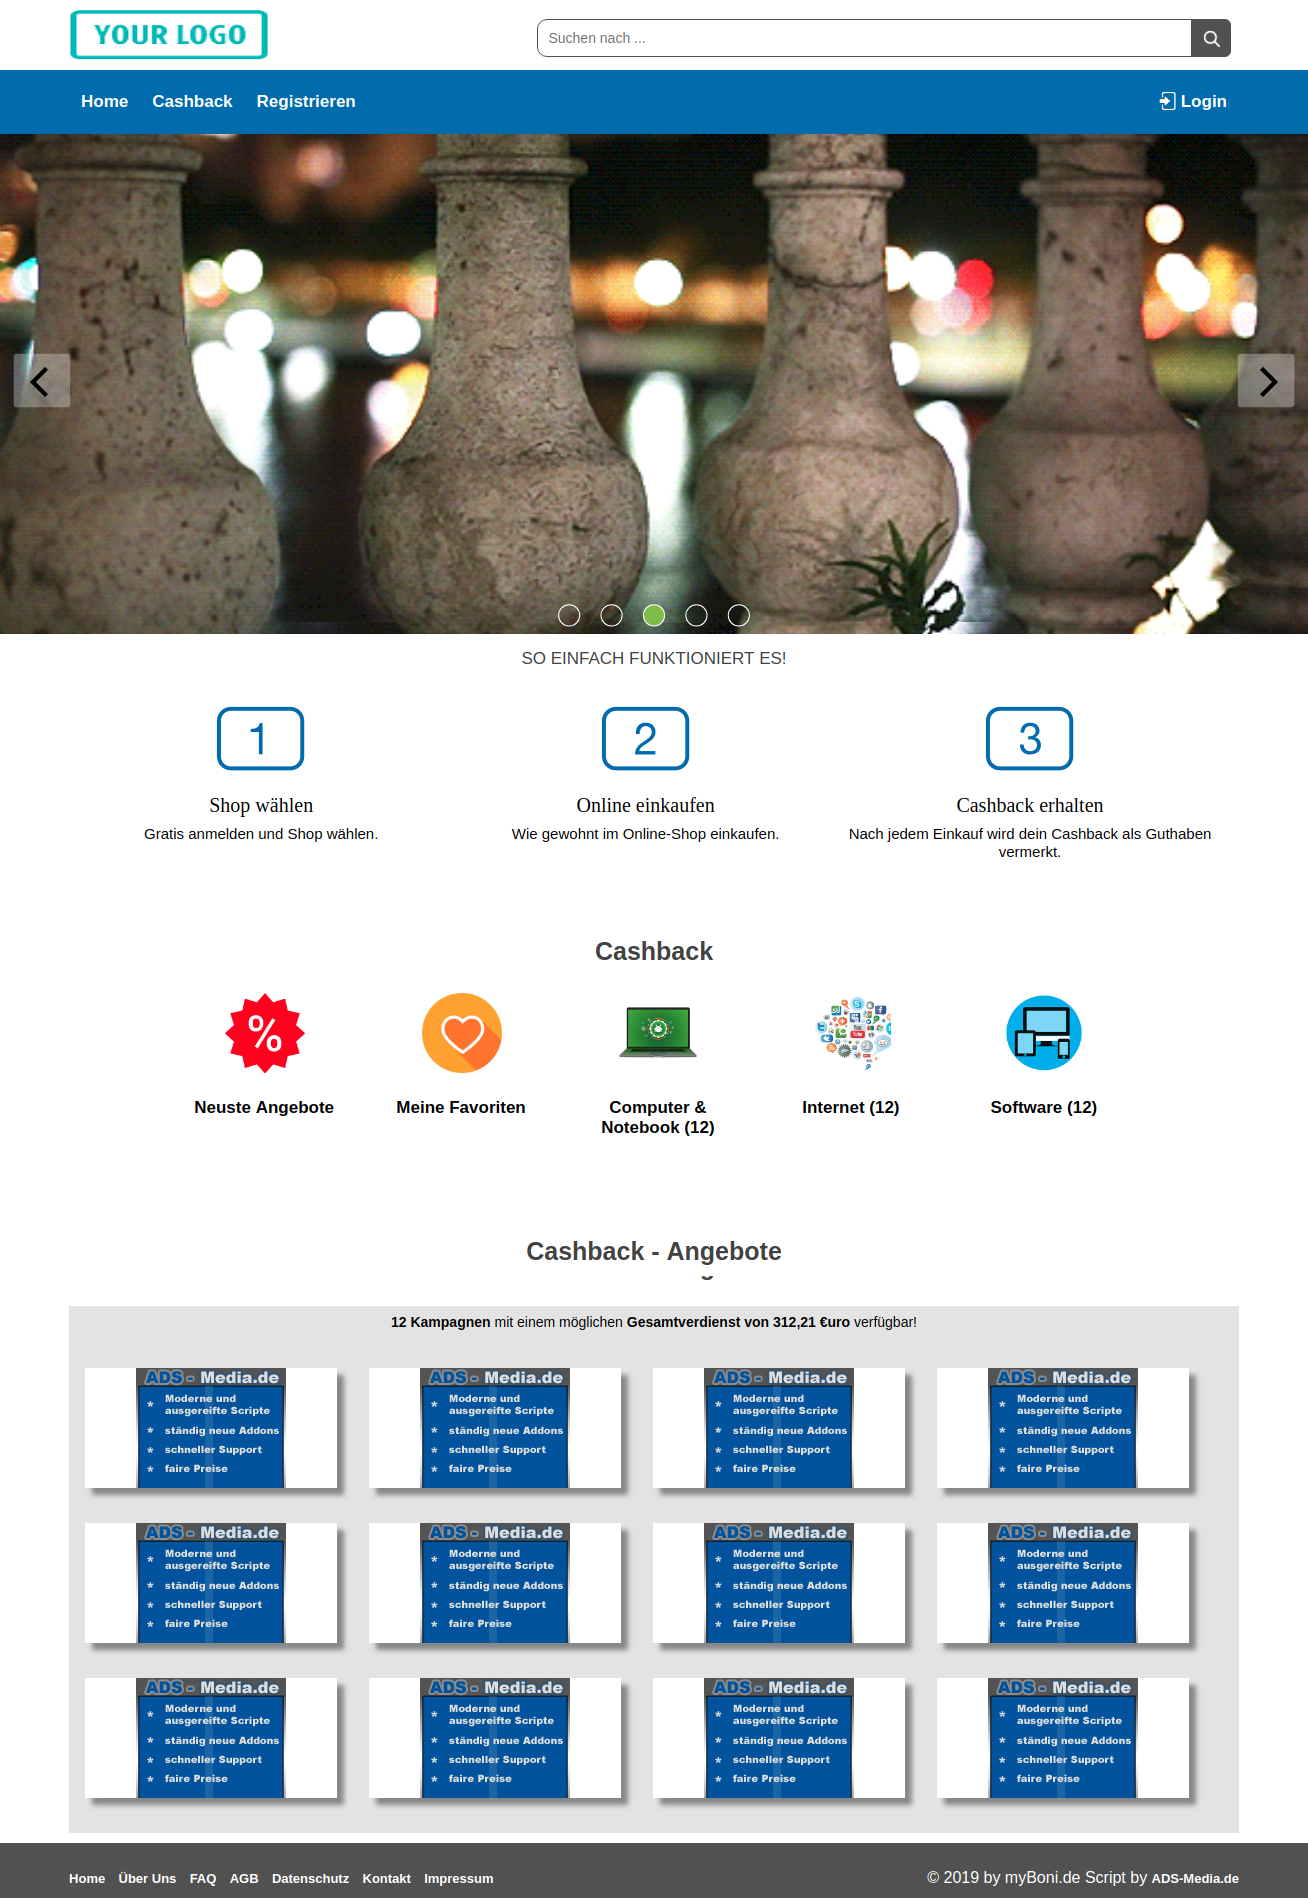 YOUR LOGO
Suchen nach ...
Home Cashback Registrieren Login
SO EINFACH FUNKTIONIERT ES!
1 2 3
Shop wählen Online einkaufen Cashback erhalten
Gratis anmelden und Shop wählen. Wie gewohnt im Online-Shop einkaufen. Nach jedem Einkauf wird dein Cashback als Guthaben
vermerkt.
Cashback
%
You
Tube
Neuste Angebote Meine Favoriten Computer & Internet (12) Software (12)
Notebook (12)
Cashback - Angebote
12 Kampagnen mit einem möglichen Gesamtverdienst von 312,21 €uro verfügbar!
ADS - Media.de ADS - Media.de ADS - Media.de ADS - Media.de
Moderne und Moderne und Moderne und Moderne und
* ausgereifte Scripte * ausgereifte Scripte * ausgereifte Scripte * ausgereifte Scripte
* ständig neue Addons * ständig neue Addons * ständig neue Addons * ständig neue Addons
* schneller Support * schneller Support * schneller Support * schneller Support
* faire Preise * faire Preise * faire Preise * faire Preise
ADS - Media.de ADS - Media.de ADS - Media.de ADS - Media.de
Moderne und Moderne und Moderne und Moderne und
* ausgereifte Scripte * ausgereifte Scripte * ausgereifte Scripte * ausgereifte Scripte
* ständig neue Addons * ständig neue Addons * ständig neue Addons * ständig neue Addons
* schneller Support * schneller Support * schneller Support * schneller Support
* faire Preise * faire Preise * faire Preise * faire Preise
ADS - Media.de ADS - Media.de ADS - Media.de ADS - Media.de
Moderne und Moderne und Moderne und Moderne und
* ausgereifte Scripte * ausgereifte Scripte * ausgereifte Scripte * ausgereifte Scripte
* ständig neue Addons * ständig neue Addons * ständig neue Addons * ständig neue Addons
* schneller Support * schneller Support * schneller Support * schneller Support
* faire Preise * faire Preise * faire Preise * faire Preise
Home Über Uns FAQ AGB Datenschutz Kontakt Impressum © 2019 by myBoni.de Script by ADS-Media.de